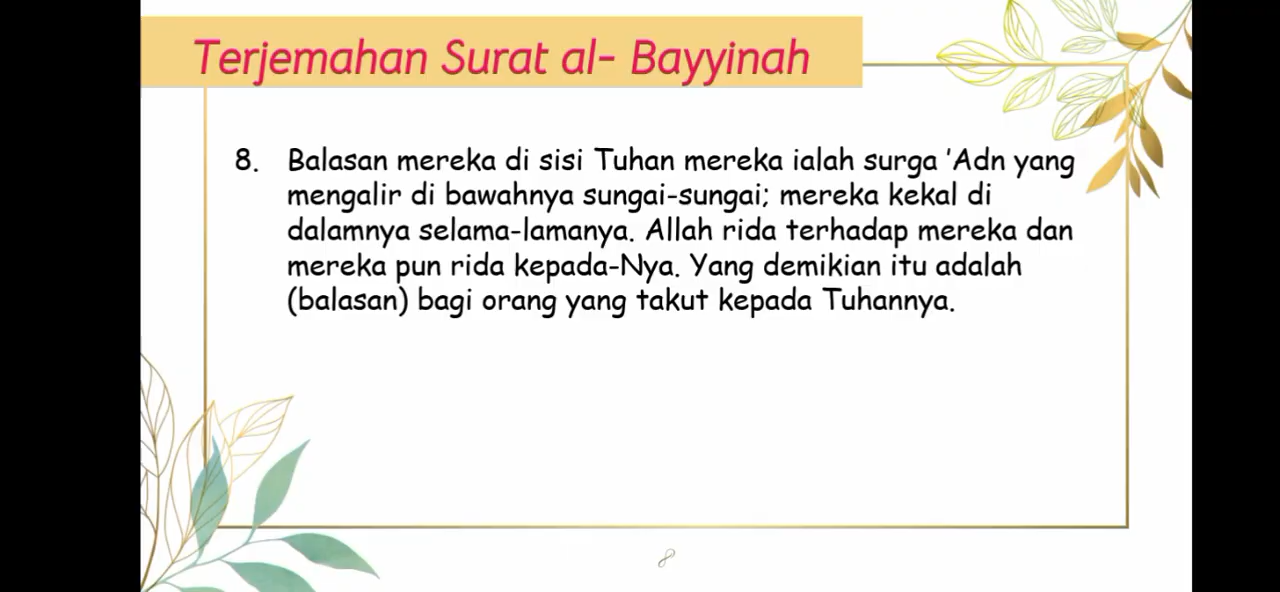 Terjemahan Surat al- Bayyinah
8. Balasan mereka di sisi Tuhan mereka ialah surga 'Adn yang
mengalir di bawahnya sungai-sungai; mereka kekal di
dalamnya selama-lamanya. Allah rida terhadap mereka dan
mereka pun rida kepada-Nya. Yang demikian itu adalah
(balasan) bagi orang yang takut kepada Tuhannya.
8